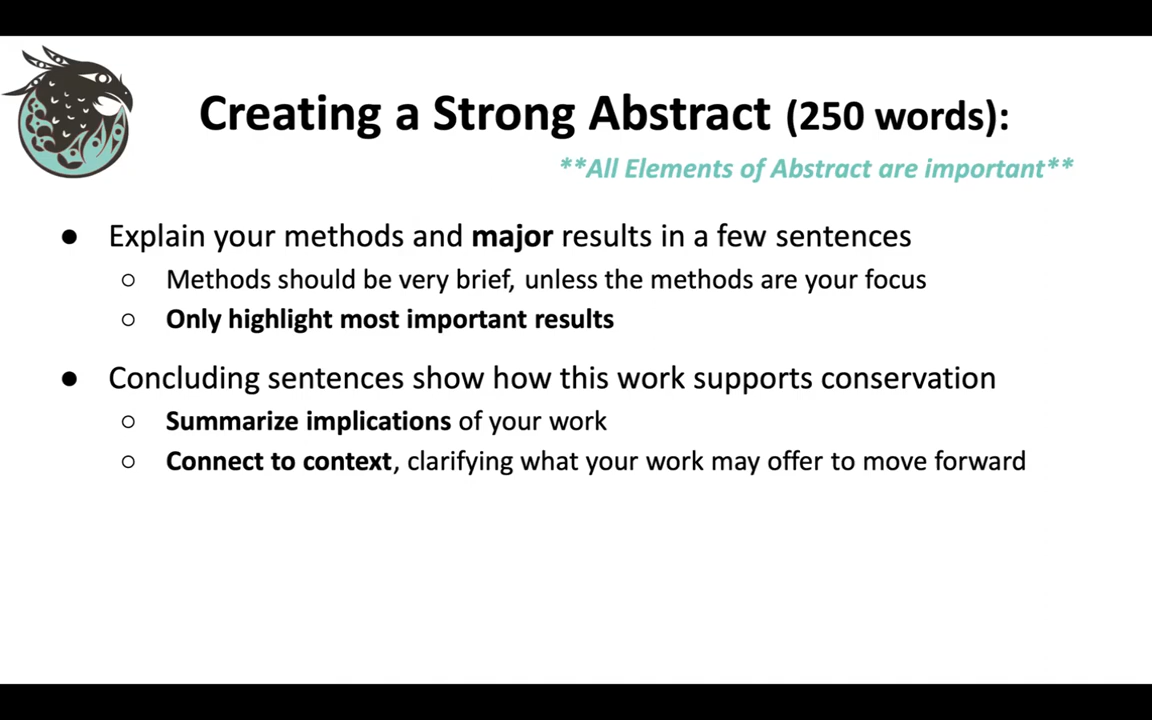 Creating a Strong Abstract (250 words):
**All Elements of Abstract are important**
● Explain your methods and major results in a few sentences
○ Methods should be very brief, unless the methods are your focus
○ Only highlight most important results
● Concluding sentences show how this work supports conservation
○ Summarize implications of your work
○ Connect to context, clarifying what your work may offer to move forward